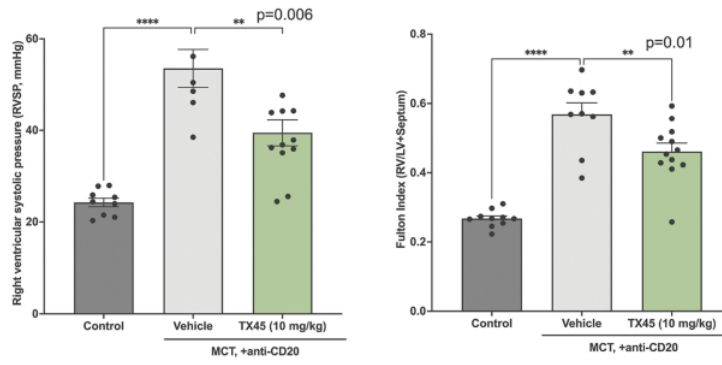 p=0.006
**** **
60
40
20
0
Right ventricular systolic pressure (RVSP, mmHg)
Control Vehicle TX45 (10 mg/kg)
MCT, +anti-CD20
p=0.01
**** **
0.8
0.6
0.4
0.2
0.0
Fulton Index (RV/LV+Septum)
Control Vehicle TX45 (10 mg/kg)
MCT, +anti-CD20